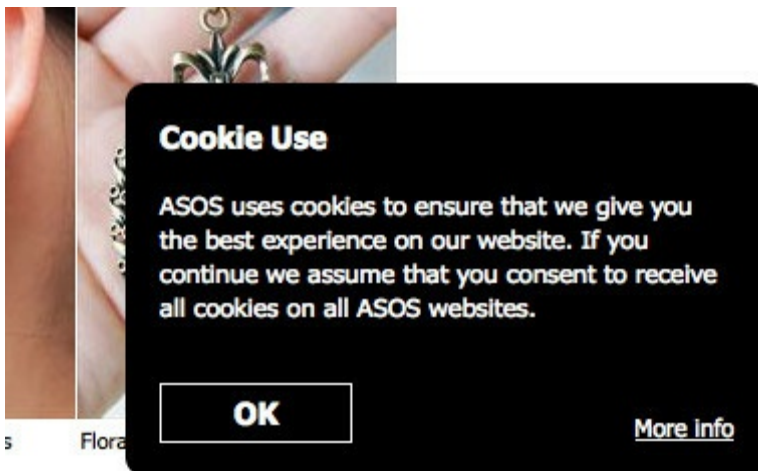 Cookie Use
ASOS uses cookies to ensure that we give you
the best experience on our website. If you
continue we assume that you consent to receive
all cookies on all ASOS websites.
OK
More info
s
Flora